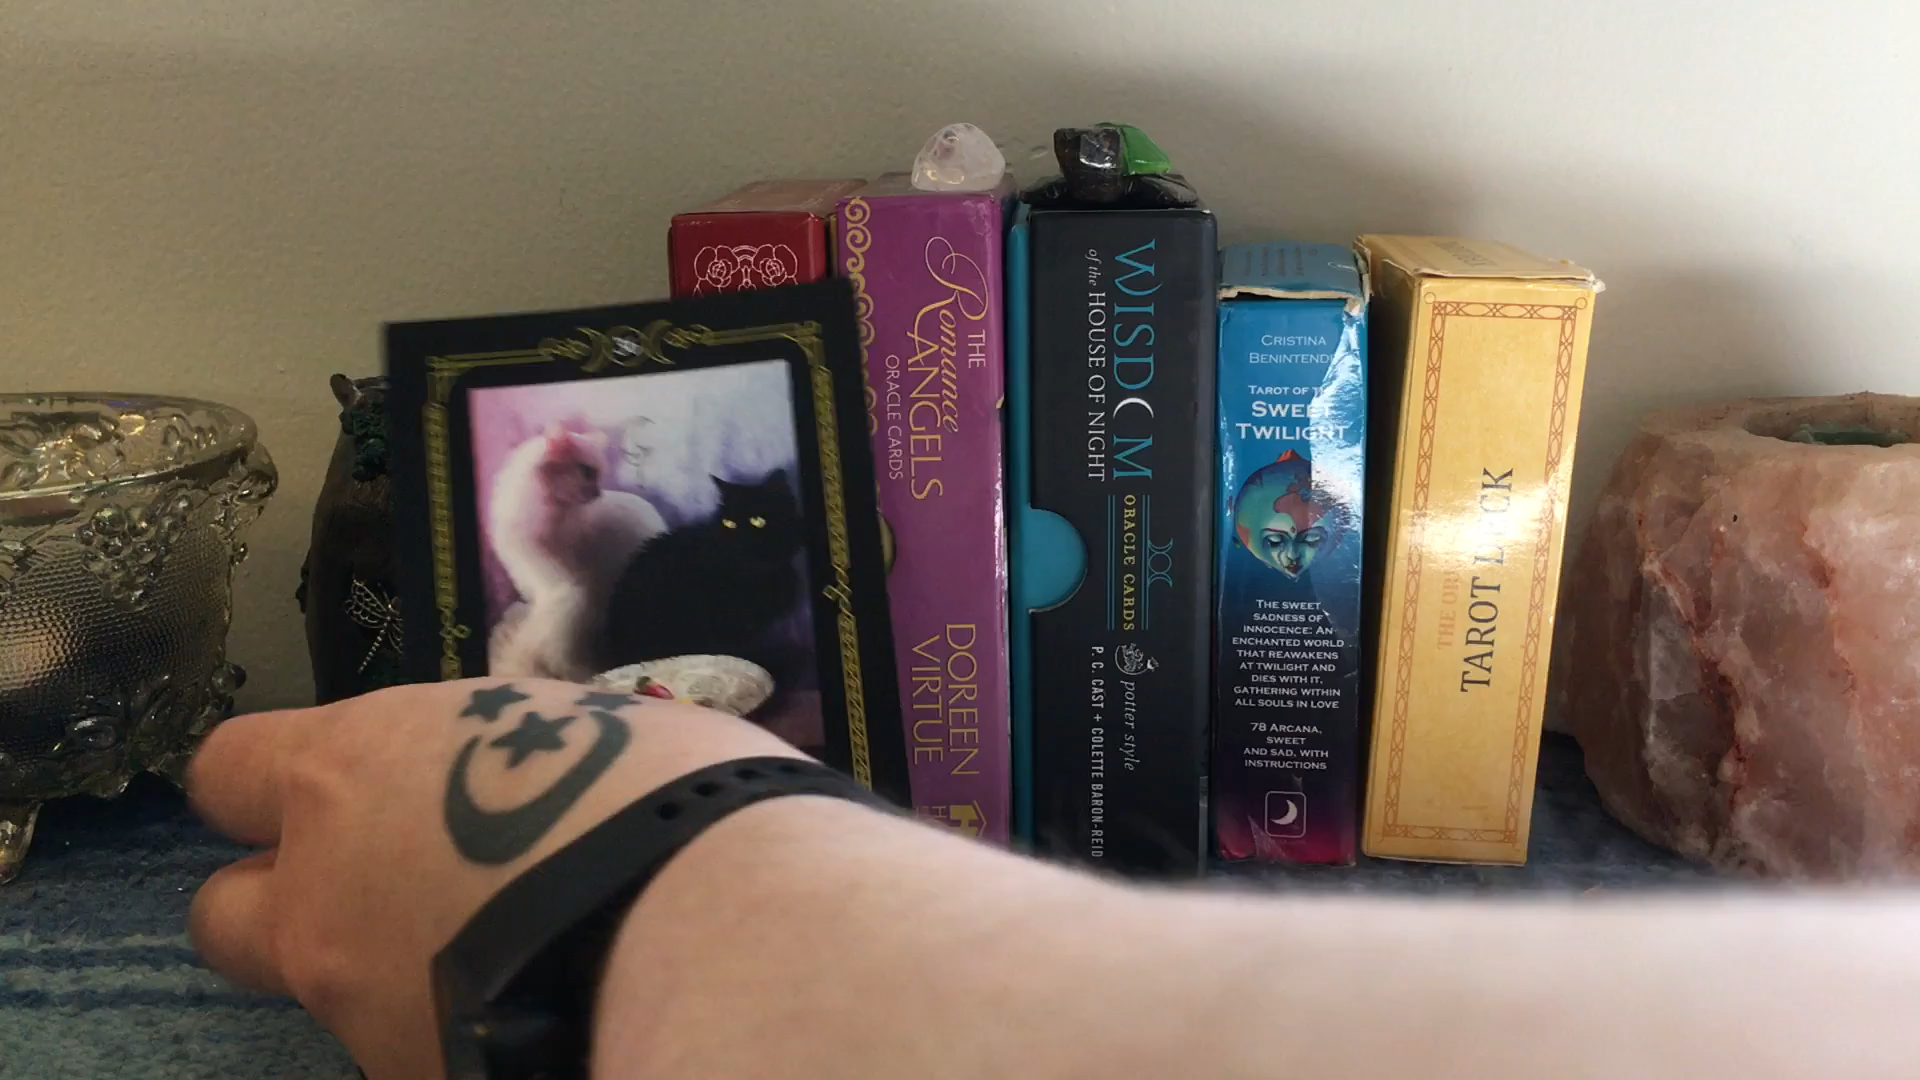 THE
Romance
ANGELS
ORACLE CARDS
DOREEN
VIRTUE
WISDOM
of the HOUSE OF NIGHT
ORACLE CARDS
P. C. CAST + COLETTE BARON-REID
potter style
CRISTINA
BENINTENDE
TAROT OF
SWEET
TWILIGHT
THE SWEET
SADNESS OF
INNOCENCE: AN
ENCHANTED WORLD
THAT REAWAKENS
AT TWILIGHT AND
DIES WITH IT,
GATHERING WITHIN
ALL SOULS IN LOVE
78 ARCANA,
SWEET
AND SAD, WITH
INSTRUCTIONS
THE
TAROT